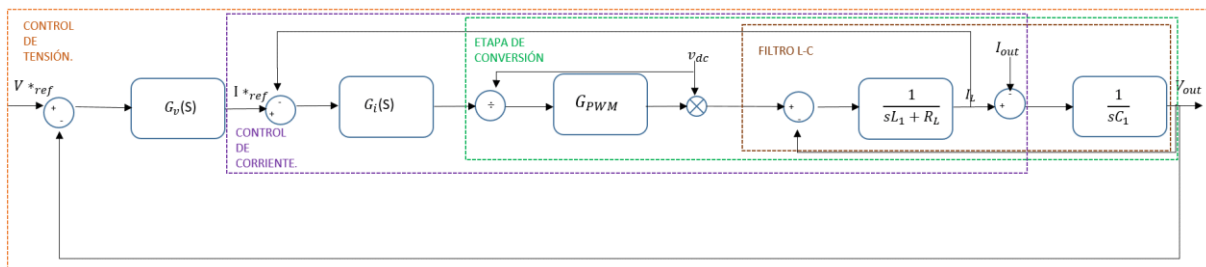 CONTROL
DE
TENSIÓN.
V *ref
+
-
Gv(S)
I *ref
-
+
CONTROL
DE
CORRIENTE.
Gi(S)
ETAPA DE
CONVERSIÓN
÷
GPWM
vdc
FILTRO L-C
+
-
1
sL1 + RL
IL
Iout
-
+
1
sC1
Vout